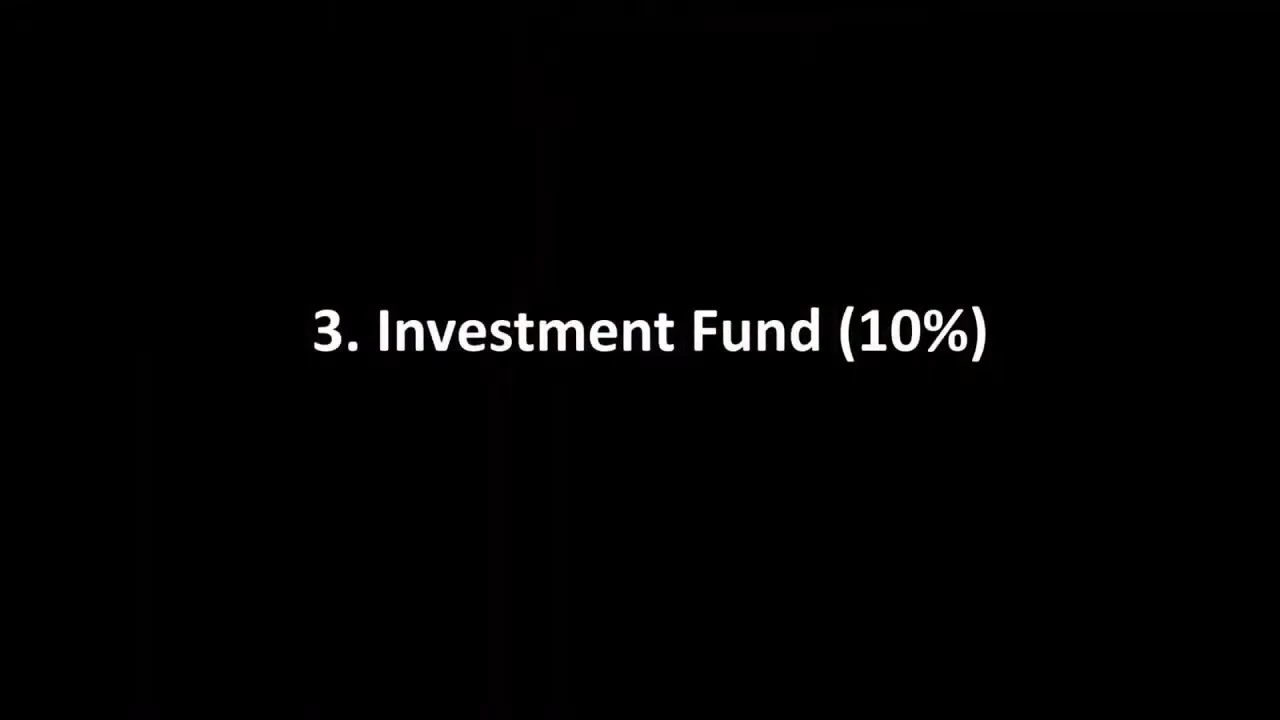 3. Investment Fund (10%)